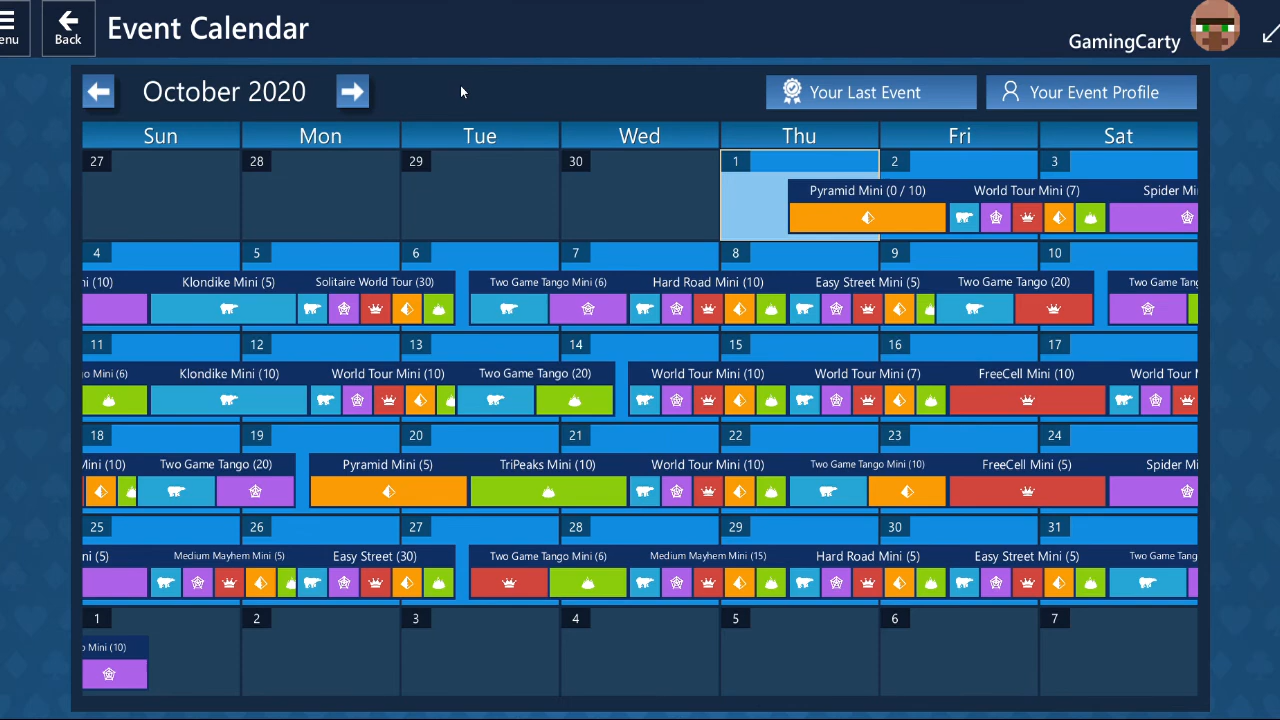 enu
Back
Event Calendar
GamingCarty
October 2020
Your Last Event
Your Event Profile
Sun Mon Tue Wed Thu Fri Sat
27 28 29 30 1 2 3
Pyramid Mini (0 / 10) World Tour Mini (7) Spider Mi
4 5 6 7 8 9 10
ni (10) Klondike Mini (5) Solitaire World Tour (30) Two Game Tango Mini (6) Hard Road Mini (10) Easy Street Mini (5) Two Game Tango (20) Two Game Tang
11 12 13 14 15 16 17
go Mini (6) Klondike Mini (10) World Tour Mini (10) Two Game Tango (20) World Tour Mini (10) World Tour Mini (7) FreeCell Mini (10) World Tour M
18 19 20 21 22 23 24
Mini (10) Two Game Tango (20) Pyramid Mini (5) TriPeaks Mini (10) World Tour Mini (10) Two Game Tango Mini (10) FreeCell Mini (5) Spider Mi
25 26 27 28 29 30 31
ni (5) Medium Mayhem Mini (5) Easy Street (30) Two Game Tango Mini (6) Medium Mayhem Mini (15) Hard Road Mini (5) Easy Street Mini (5) Two Game Tang
1 2 3 4 5 6 7
o Mini (10)